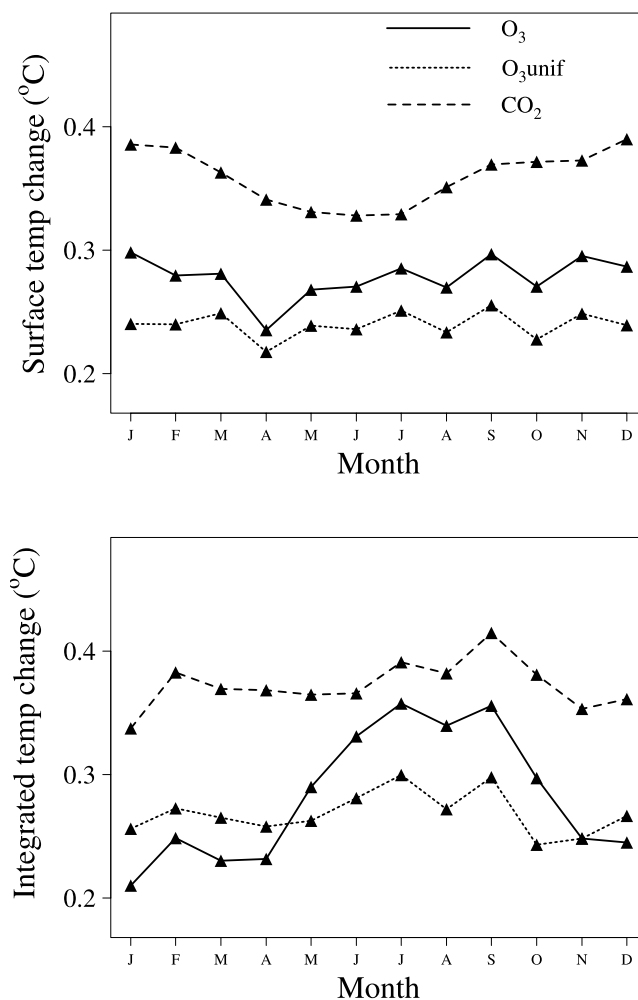 O₃
O₃unif
CO₂
Surface temp change (°C)
0.4
0.3
0.2
J F M A M J J A S O N D
Month
Integrated temp change (°C)
0.4
0.3
0.2
J F M A M J J A S O N D
Month